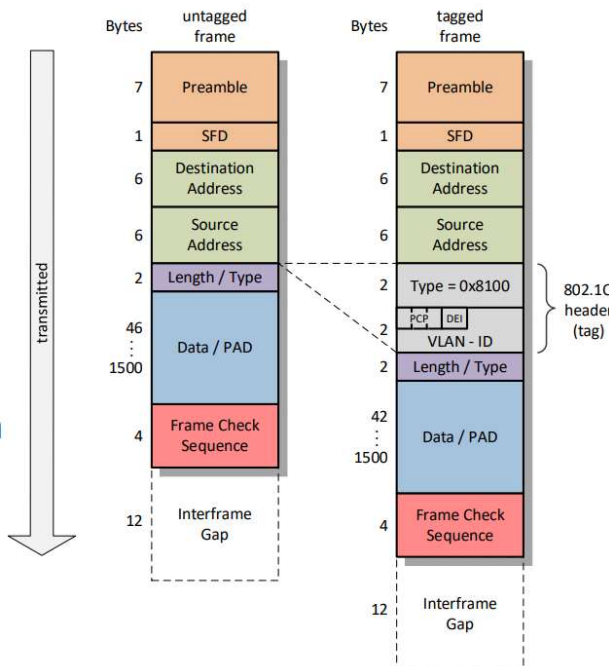 Bytes
untagged
frame
7
Preamble
1
SFD
6
Destination
Address
6
Source
Address
2
Length / Type
46
⋮
1500
Data / PAD
4
Frame Check
Sequence
12
Interframe
Gap
transmitted
Bytes
tagged
frame
7
Preamble
1
SFD
6
Destination
Address
6
Source
Address
2
Type = 0x8100
2
PCP
DEI
VLAN - ID
802.1
header
(tag)
2
Length / Type
42
⋮
1500
Data / PAD
4
Frame Check
Sequence
12
Interframe
Gap